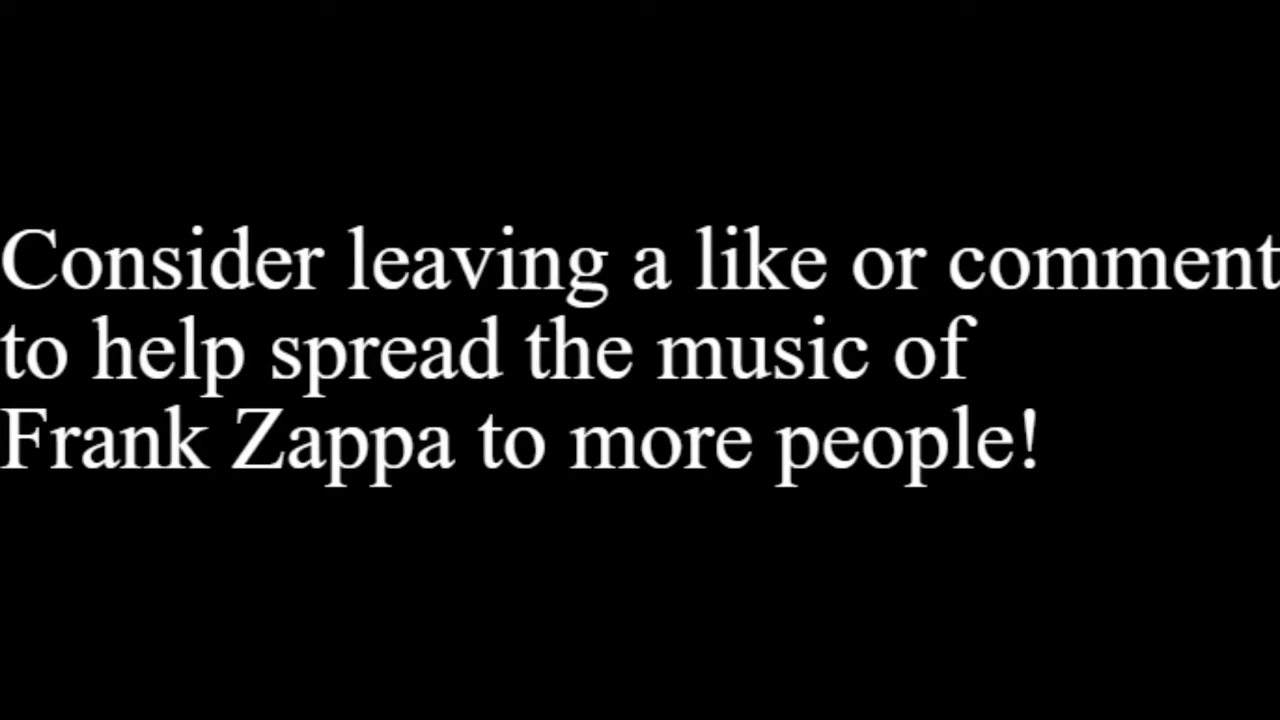 Consider leaving a like or comment
to help spread the music of
Frank Zappa to more people!